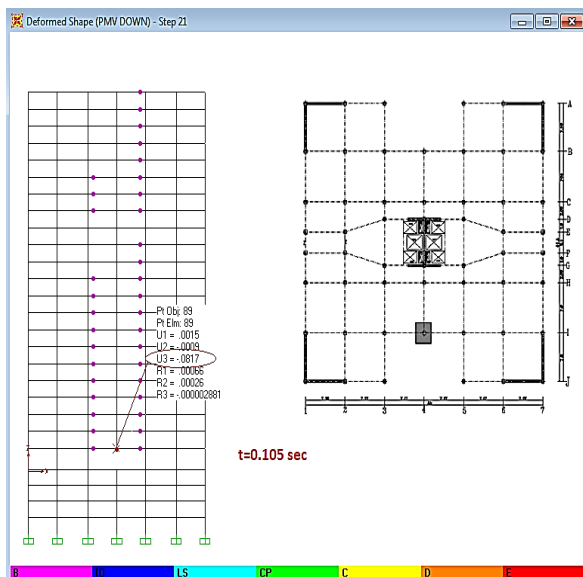 Deformed Shape (PMV DOWN) - Step 21
Pt Obj: 89
Pt Elm: 89
U1 = .0015
U2 = -.0009
U3 = -.0817
R1 = .00066
R2 = .00026
R3 = -.000002881
t=0.105 sec
A
B
C
D
E
F
G
H
I
J
1 2 3 4 5 6 7
B IO LS CP C D E